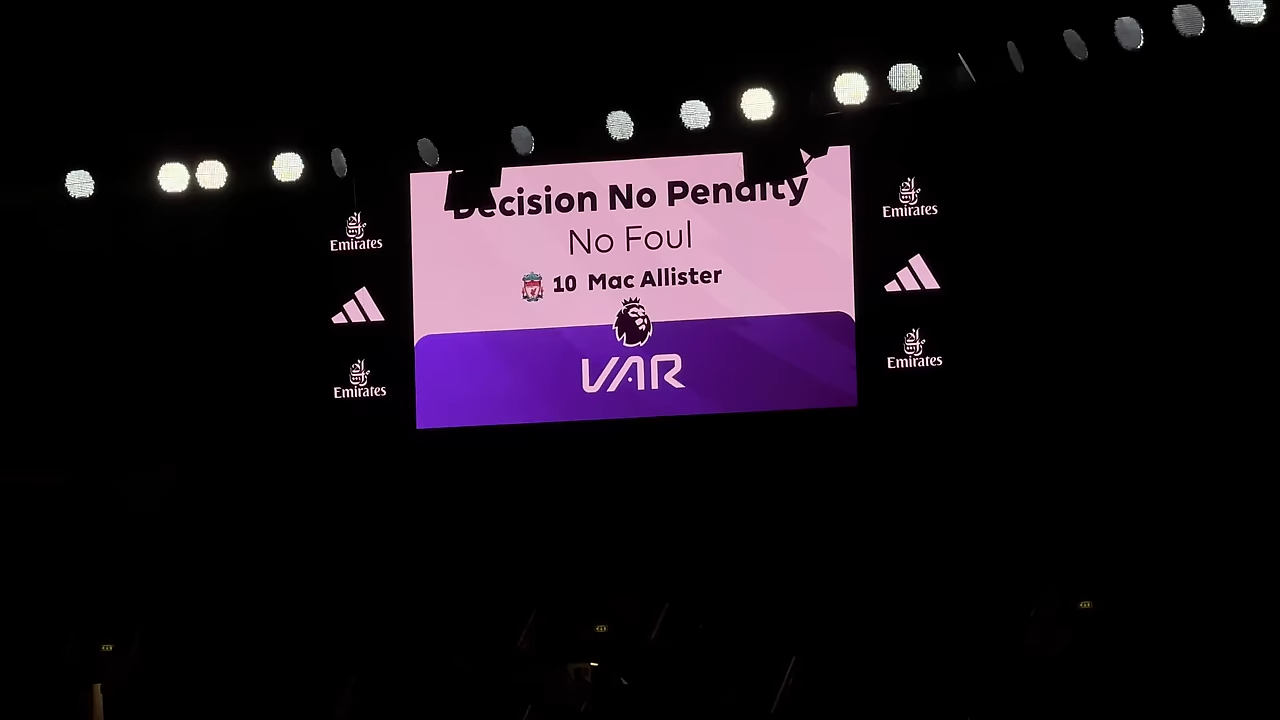 Decision No Penalty
No Foul
10 Mac Allister
VAR
Emirates
Emirates
Emirates
Emirates